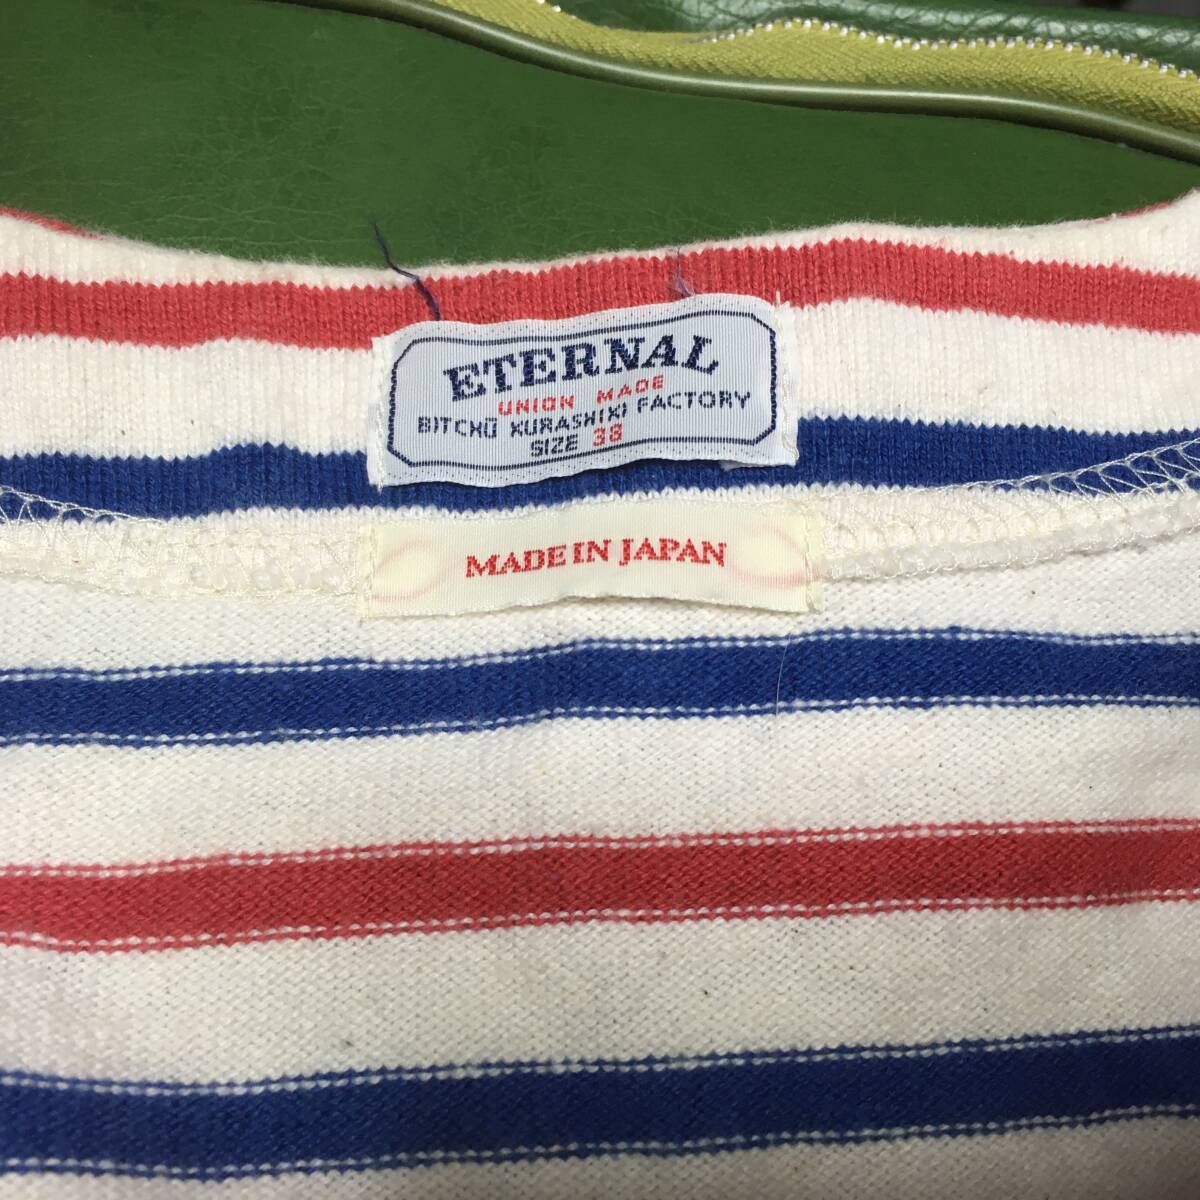 ETERNAL
UNION MADE
BITCHŪ KURASHIKI FACTORY
SIZE 38
MADE IN JAPAN